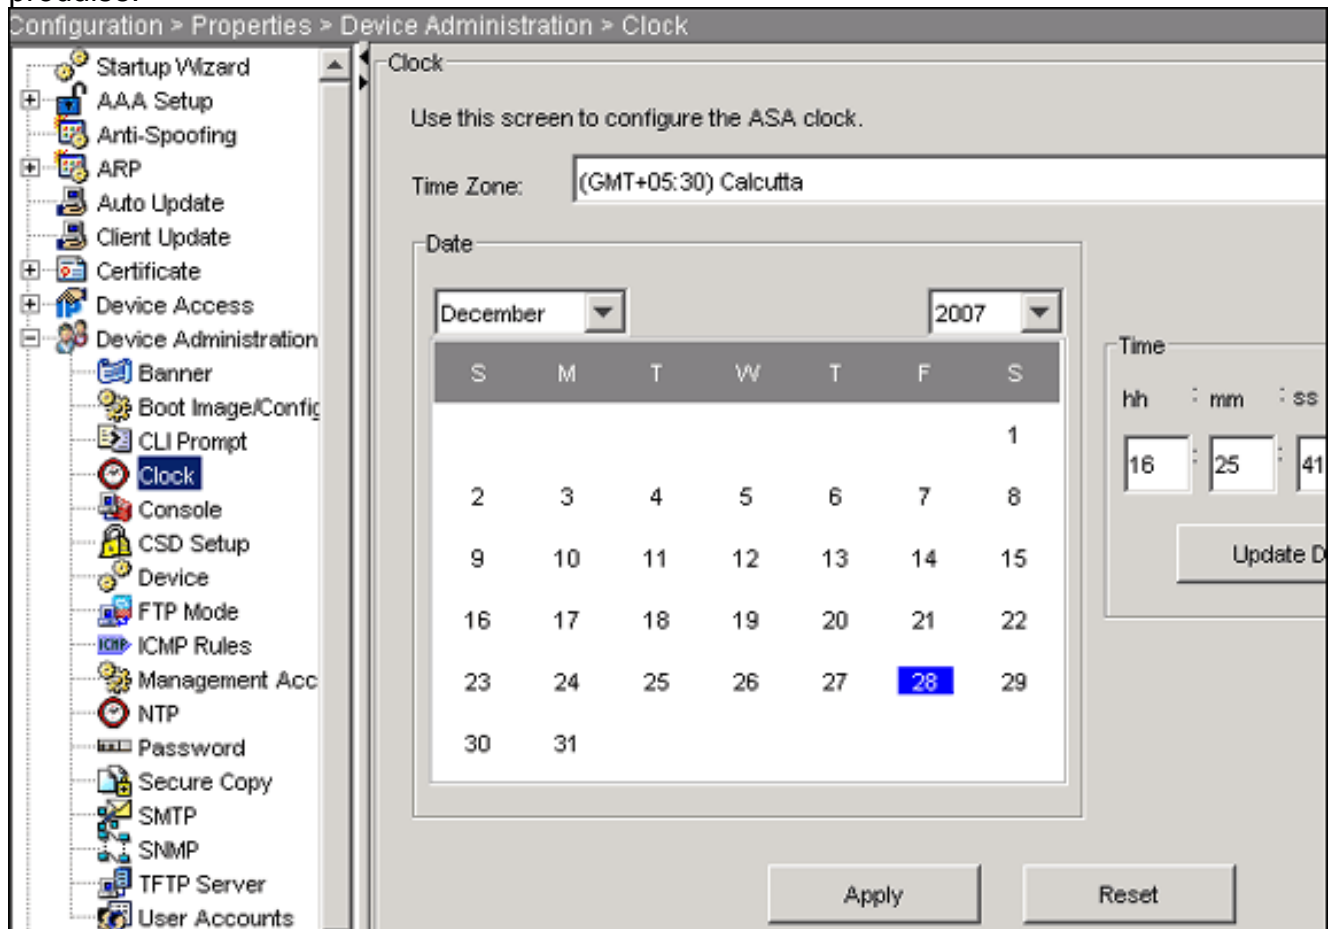 Configuration > Properties > Device Administration > Clock
Startup Wizard
AAA Setup
Anti-Spoofing
ARP
Auto Update
Client Update
Certificate
Device Access
Device Administration
Banner
Boot Image/Config
CLI Prompt
Clock
Console
CSD Setup
Device
FTP Mode
ICMP ICMP Rules
Management Acc
NTP
Password
Secure Copy
SMTP
SNMP
TFTP Server
User Accounts
Clock
Use this screen to configure the ASA clock.
Time Zone: (GMT+05:30) Calcutta
Date
December 2007
S M T W T F S
1
2 3 4 5 6 7 8
9 10 11 12 13 14 15
16 17 18 19 20 21 22
23 24 25 26 27 28 29
30 31
Time
hh : mm : ss
16 : 25 : 41
Update D
Apply Reset